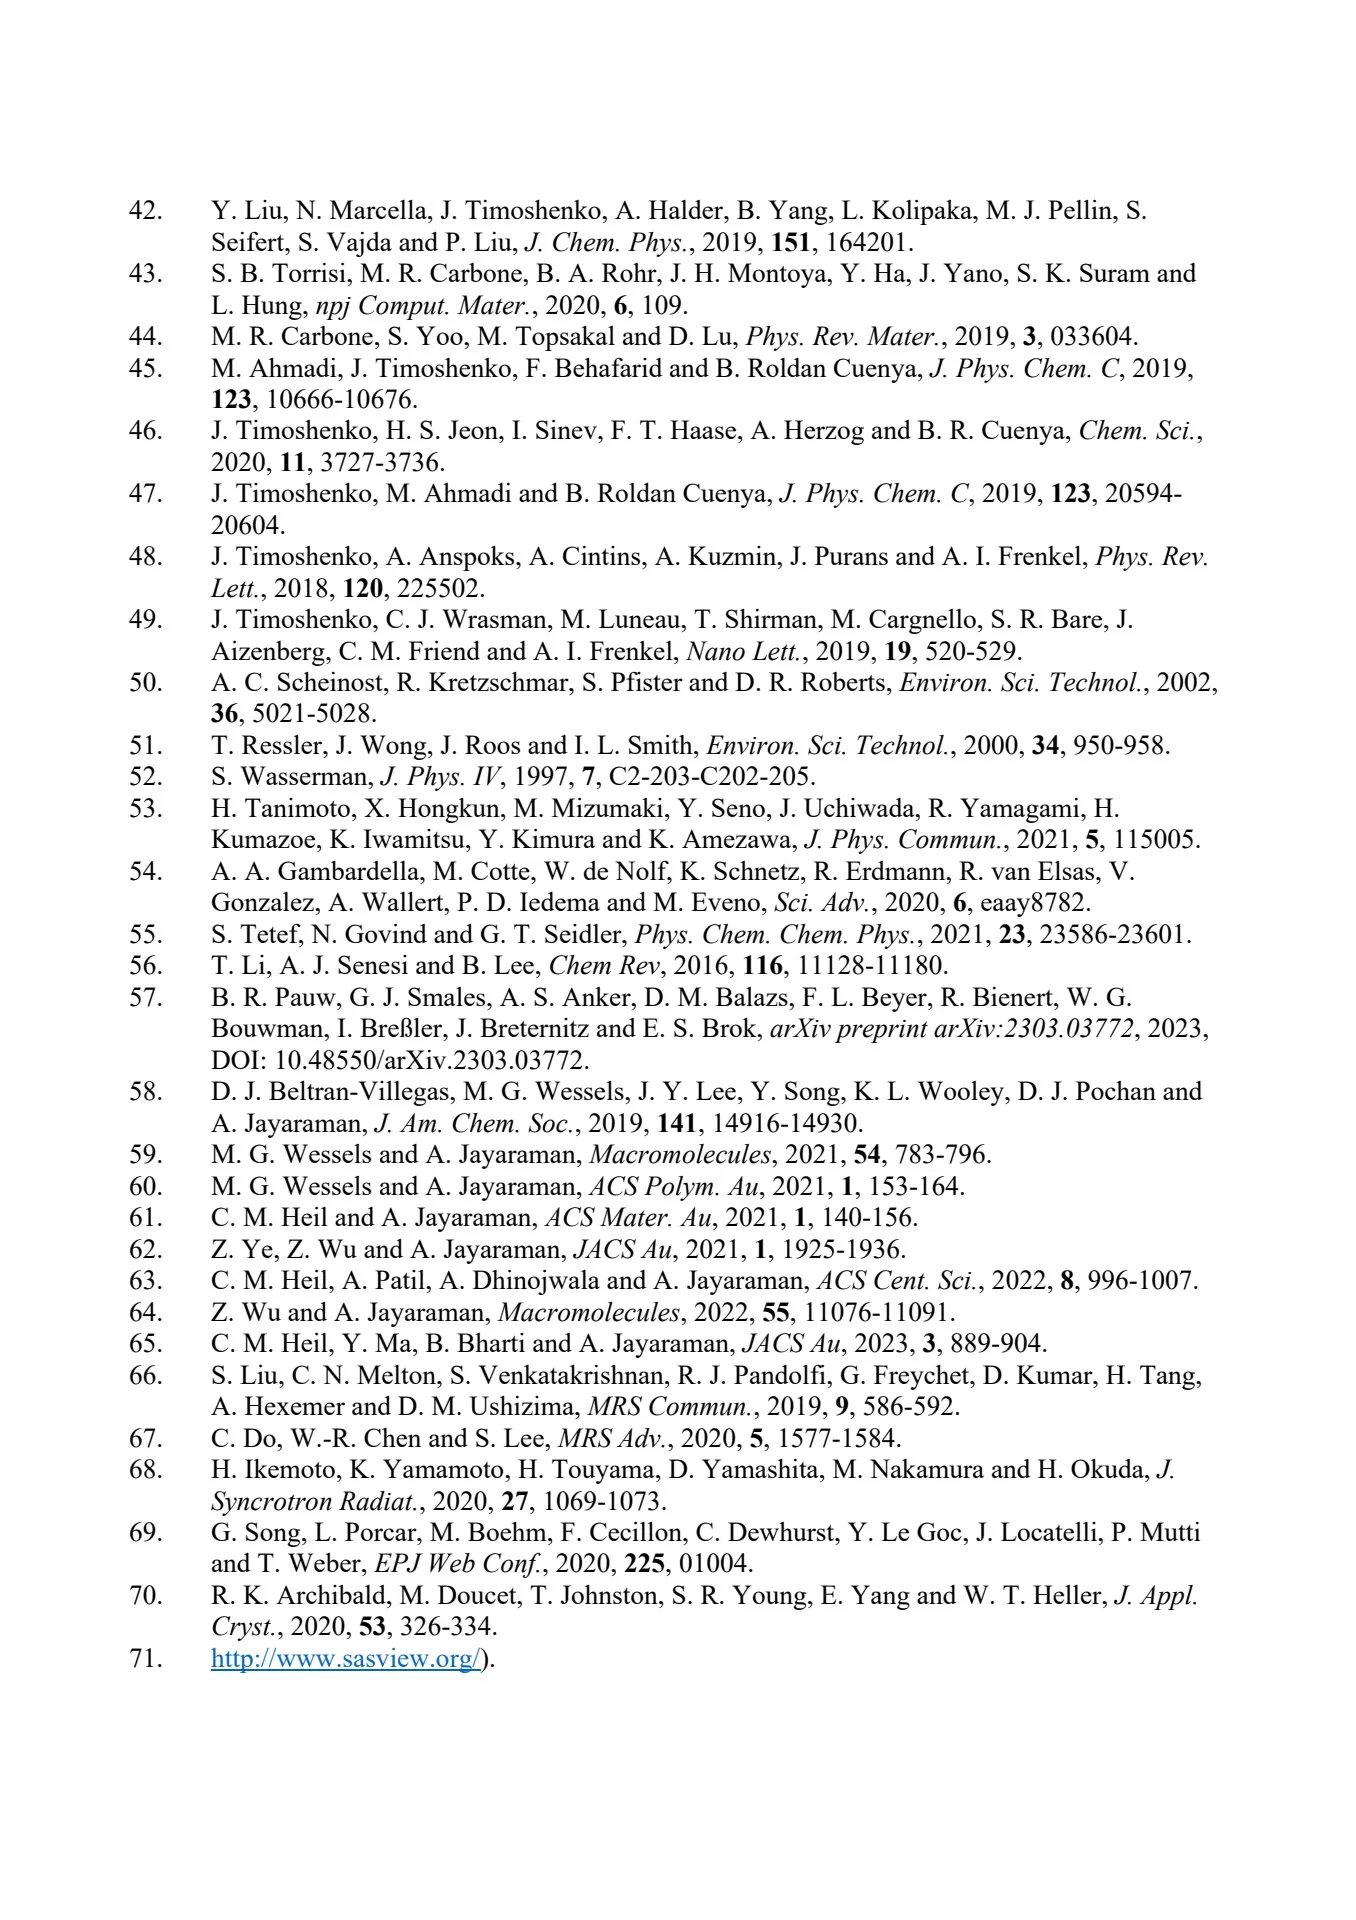 42. Y. Liu, N. Marcella, J. Timoshenko, A. Halder, B. Yang, L. Kolipaka, M. J. Pellin, S.
Seifert, S. Vajda and P. Liu, J. Chem. Phys., 2019, 151, 164201.
43. S. B. Torrisi, M. R. Carbone, B. A. Rohr, J. H. Montoya, Y. Ha, J. Yano, S. K. Suram and
L. Hung, npj Comput. Mater., 2020, 6, 109.
44. M. R. Carbone, S. Yoo, M. Topsakal and D. Lu, Phys. Rev. Mater., 2019, 3, 033604.
45. M. Ahmadi, J. Timoshenko, F. Behafarid and B. Roldan Cuenya, J. Phys. Chem. C, 2019,
123, 10666-10676.
46. J. Timoshenko, H. S. Jeon, I. Sinev, F. T. Haase, A. Herzog and B. R. Cuenya, Chem. Sci.,
2020, 11, 3727-3736.
47. J. Timoshenko, M. Ahmadi and B. Roldan Cuenya, J. Phys. Chem. C, 2019, 123, 20594-
20604.
48. J. Timoshenko, A. Anspoks, A. Cintins, A. Kuzmin, J. Purans and A. I. Frenkel, Phys. Rev.
Lett., 2018, 120, 225502.
49. J. Timoshenko, C. J. Wrasman, M. Luneau, T. Shirman, M. Cargnello, S. R. Bare, J.
Aizenberg, C. M. Friend and A. I. Frenkel, Nano Lett., 2019, 19, 520-529.
50. A. C. Scheinost, R. Kretzschmar, S. Pfister and D. R. Roberts, Environ. Sci. Technol., 2002,
36, 5021-5028.
51. T. Ressler, J. Wong, J. Roos and I. L. Smith, Environ. Sci. Technol., 2000, 34, 950-958.
52. S. Wasserman, J. Phys. IV, 1997, 7, C2-203-C202-205.
53. H. Tanimoto, X. Hongkun, M. Mizumaki, Y. Seno, J. Uchiwada, R. Yamagami, H.
Kumazoe, K. Iwamitsu, Y. Kimura and K. Amezawa, J. Phys. Commun., 2021, 5, 115005.
54. A. A. Gambardella, M. Cotte, W. de Nolf, K. Schnetz, R. Erdmann, R. van Elsas, V.
Gonzalez, A. Wallert, P. D. Iedema and M. Eveno, Sci. Adv., 2020, 6, eaay8782.
55. S. Tetef, N. Govind and G. T. Seidler, Phys. Chem. Chem. Phys., 2021, 23, 23586-23601.
56. T. Li, A. J. Senesi and B. Lee, Chem Rev, 2016, 116, 11128-11180.
57. B. R. Pauw, G. J. Smales, A. S. Anker, D. M. Balazs, F. L. Beyer, R. Bienert, W. G.
Bouwman, I. Breßler, J. Breternitz and E. S. Brok, arXiv preprint arXiv:2303.03772, 2023,
DOI: 10.48550/arXiv.2303.03772.
58. D. J. Beltran-Villegas, M. G. Wessels, J. Y. Lee, Y. Song, K. L. Wooley, D. J. Pochan and
A. Jayaraman, J. Am. Chem. Soc., 2019, 141, 14916-14930.
59. M. G. Wessels and A. Jayaraman, Macromolecules, 2021, 54, 783-796.
60. M. G. Wessels and A. Jayaraman, ACS Polym. Au, 2021, 1, 153-164.
61. C. M. Heil and A. Jayaraman, ACS Mater. Au, 2021, 1, 140-156.
62. Z. Ye, Z. Wu and A. Jayaraman, JACS Au, 2021, 1, 1925-1936.
63. C. M. Heil, A. Patil, A. Dhinojwala and A. Jayaraman, ACS Cent. Sci., 2022, 8, 996-1007.
64. Z. Wu and A. Jayaraman, Macromolecules, 2022, 55, 11076-11091.
65. C. M. Heil, Y. Ma, B. Bharti and A. Jayaraman, JACS Au, 2023, 3, 889-904.
66. S. Liu, C. N. Melton, S. Venkatakrishnan, R. J. Pandolfi, G. Freychet, D. Kumar, H. Tang,
A. Hexemer and D. M. Ushizima, MRS Commun., 2019, 9, 586-592.
67. C. Do, W.-R. Chen and S. Lee, MRS Adv., 2020, 5, 1577-1584.
68. H. Ikemoto, K. Yamamoto, H. Touyama, D. Yamashita, M. Nakamura and H. Okuda, J.
Syncrotron Radiat., 2020, 27, 1069-1073.
69. G. Song, L. Porcar, M. Boehm, F. Cecillon, C. Dewhurst, Y. Le Goc, J. Locatelli, P. Mutti
and T. Weber, EPJ Web Conf., 2020, 225, 01004.
70. R. K. Archibald, M. Doucet, T. Johnston, S. R. Young, E. Yang and W. T. Heller, J. Appl.
Cryst., 2020, 53, 326-334.
71. http://www.sasview.org/).